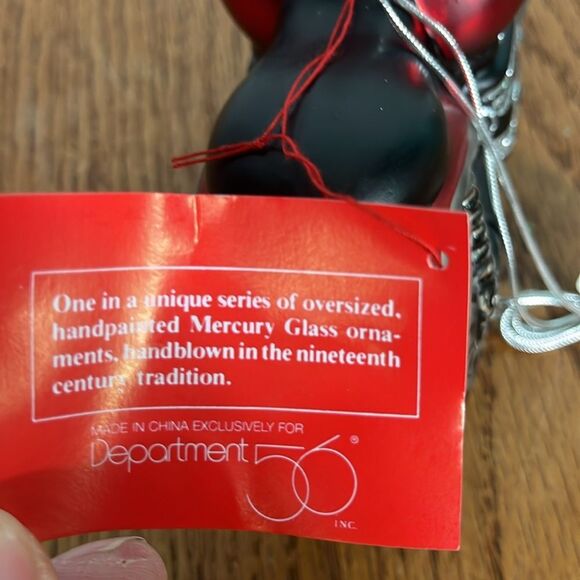 One in a unique series of oversized,
handpainted Mercury Glass orna-
ments, handblown in the nineteenth
century tradition.
MADE IN CHINA EXCLUSIVELY FOR
Department 56 ®
INC.